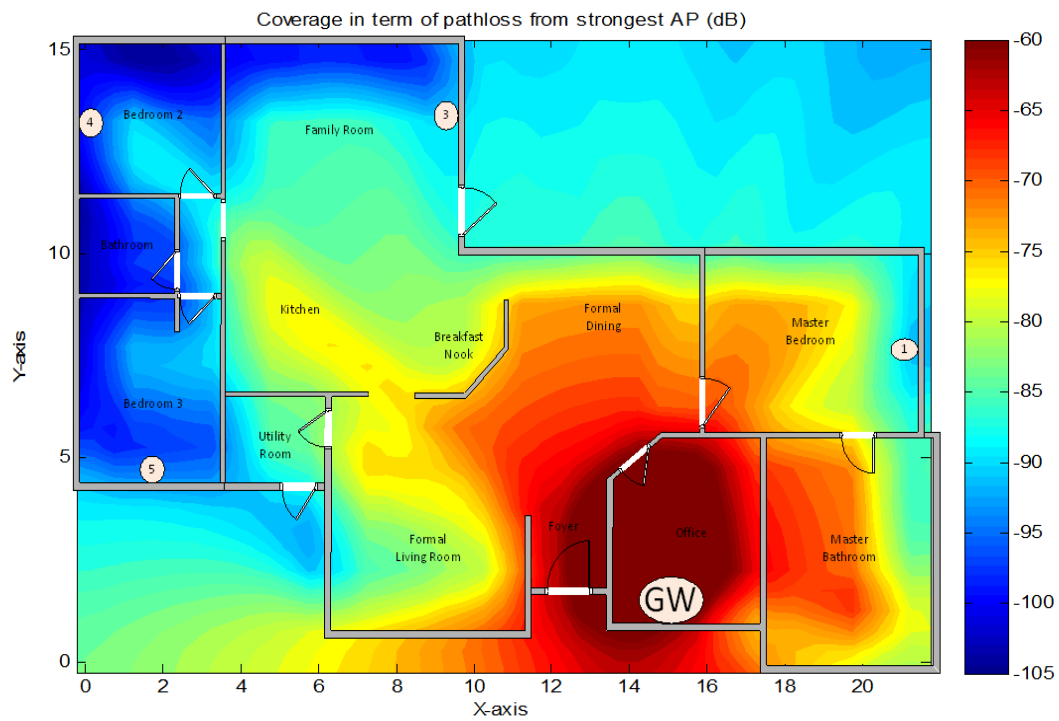 Coverage in term of pathloss from strongest AP (dB)
15
10
5
0
Y-axis
0
2
4
6
8
10
12
14
16
18
20
X-axis
-60
-65
-70
-75
-80
-85
-90
-95
-100
-105
4
Bedroom 2
Family Room
3
Bathroom
Kitchen
Breakfast
Nook
Formal
Dining
Master
Bedroom
1
Bedroom 3
5
Utility
Room
Formal
Living Room
Foyer
Office
GW
Master
Bathroom